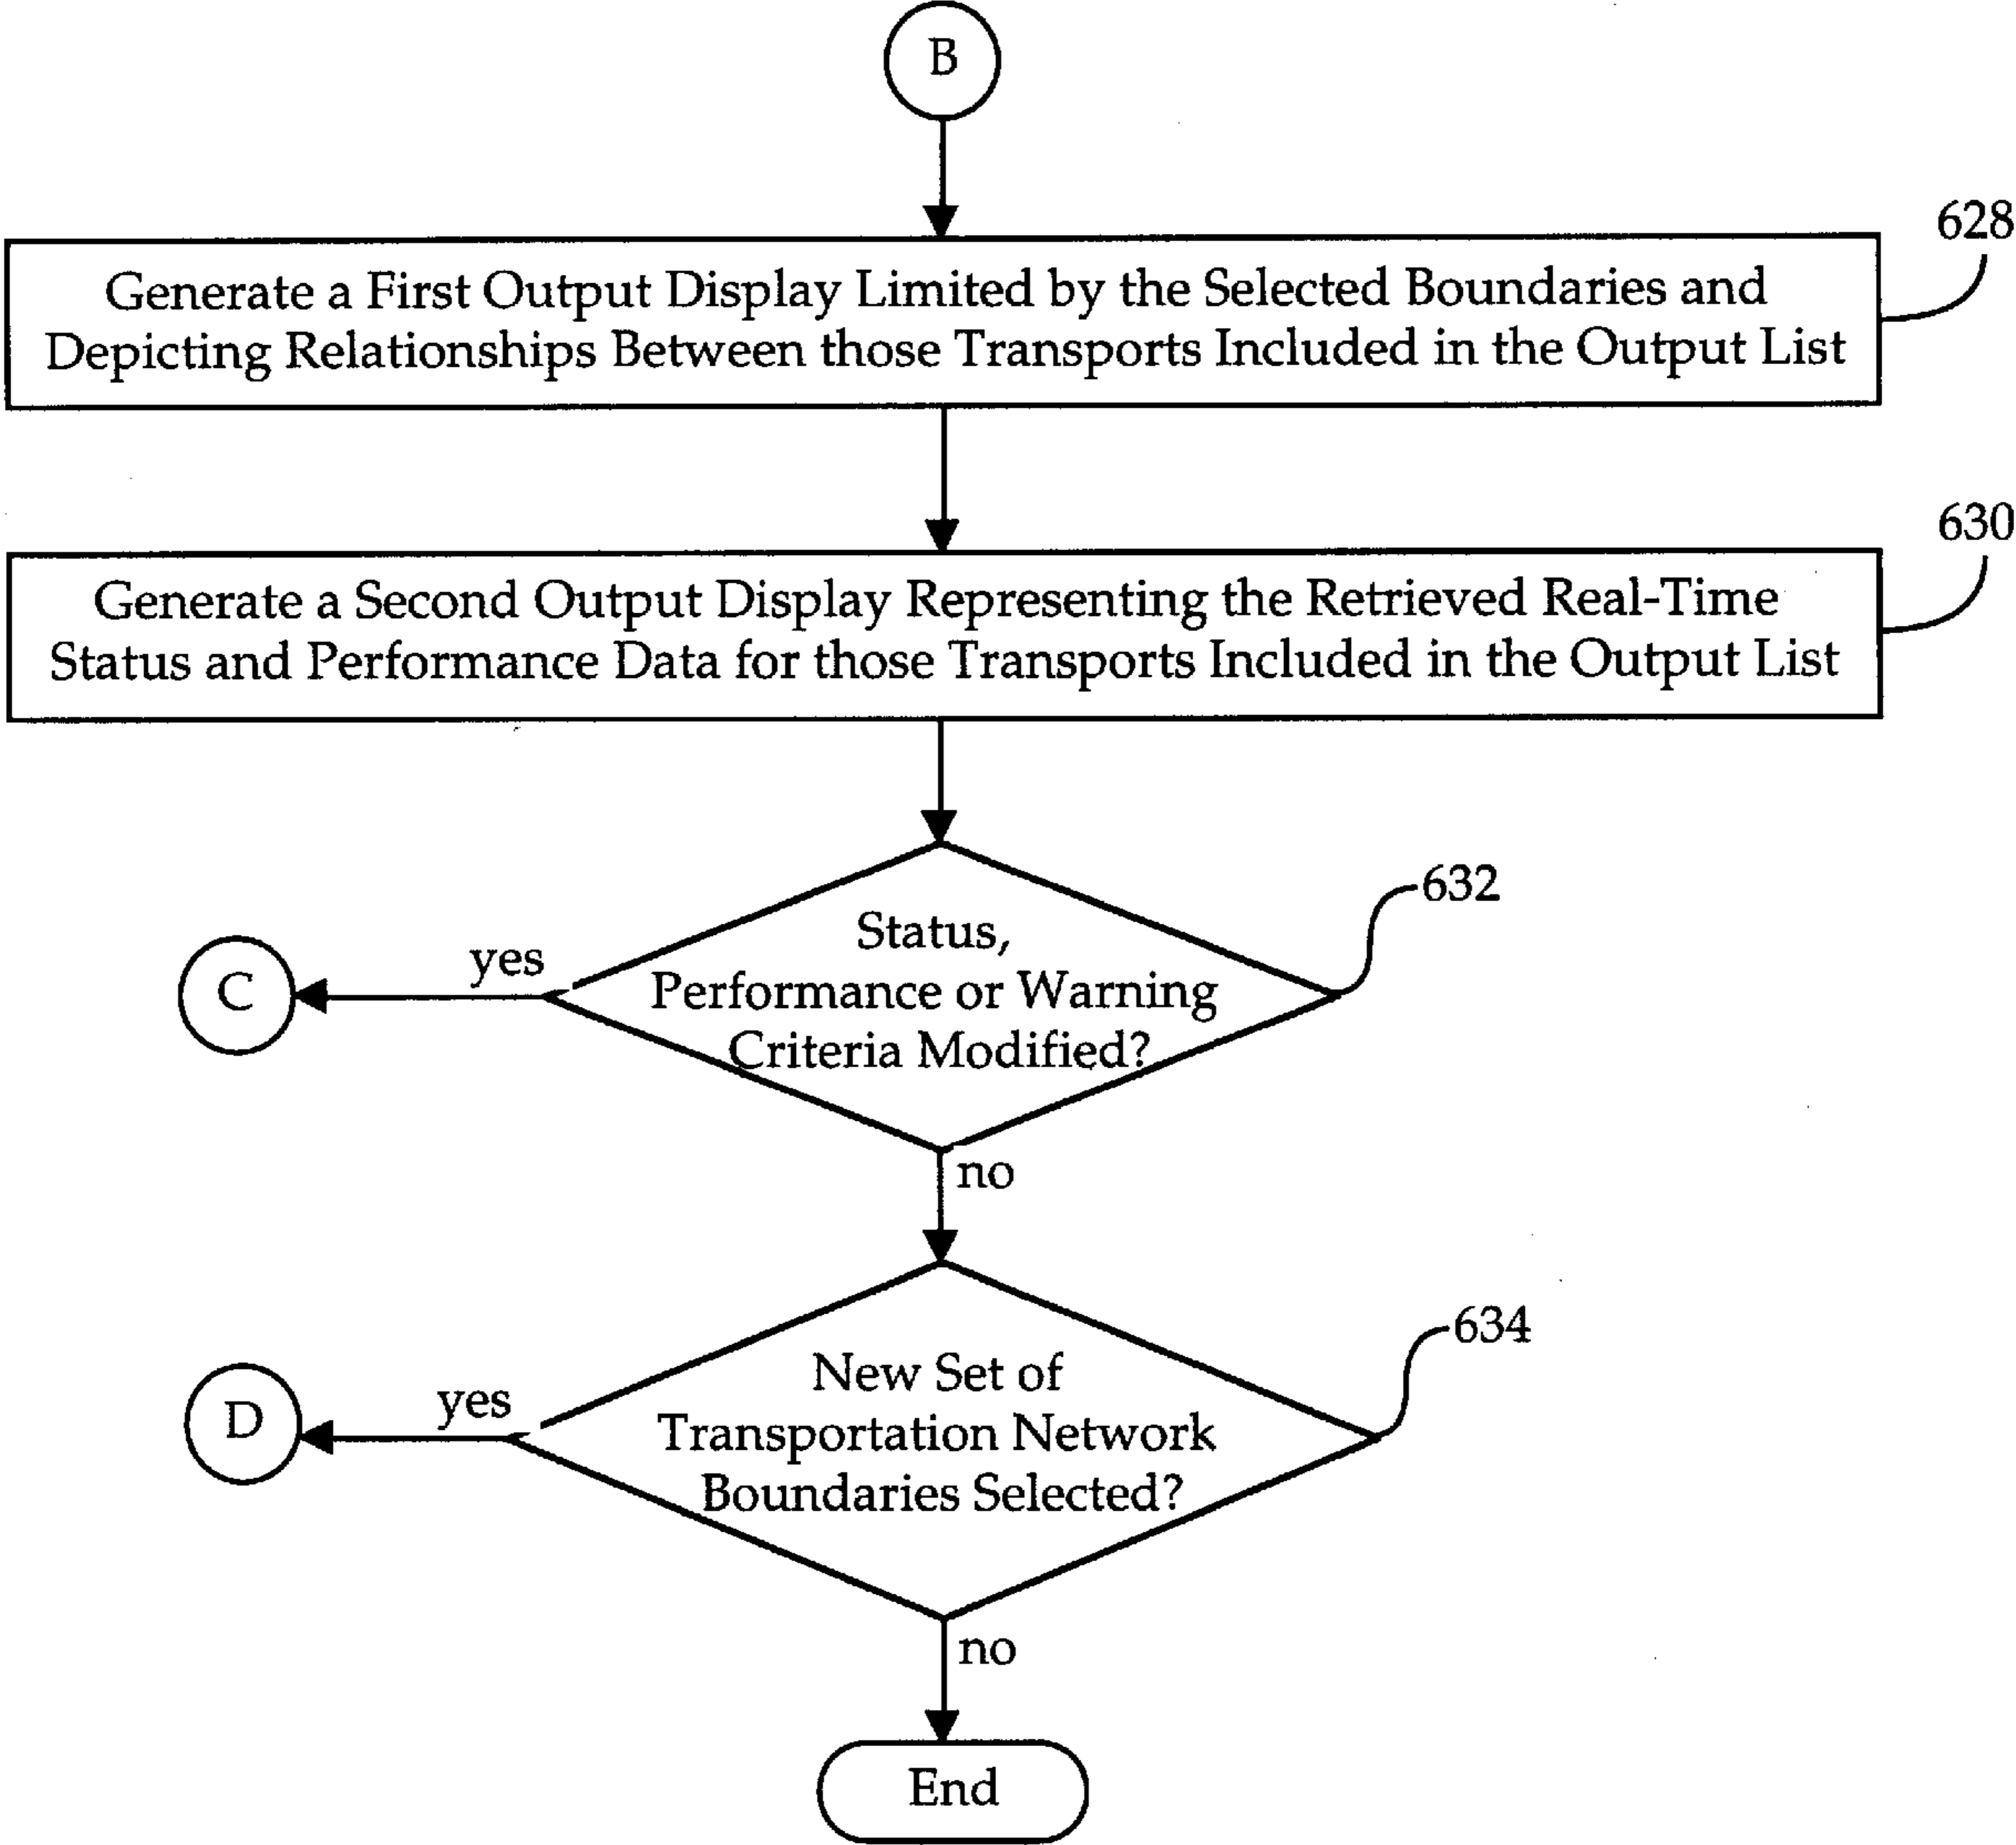 B
628
Generate a First Output Display Limited by the Selected Boundaries and
Depicting Relationships Between those Transports Included in the Output List
630
Generate a Second Output Display Representing the Retrieved Real-Time
Status and Performance Data for those Transports Included in the Output List
632
Status,
Performance or Warning
Criteria Modified?
yes
C
no
634
New Set of
Transportation Network
Boundaries Selected?
yes
D
no
End